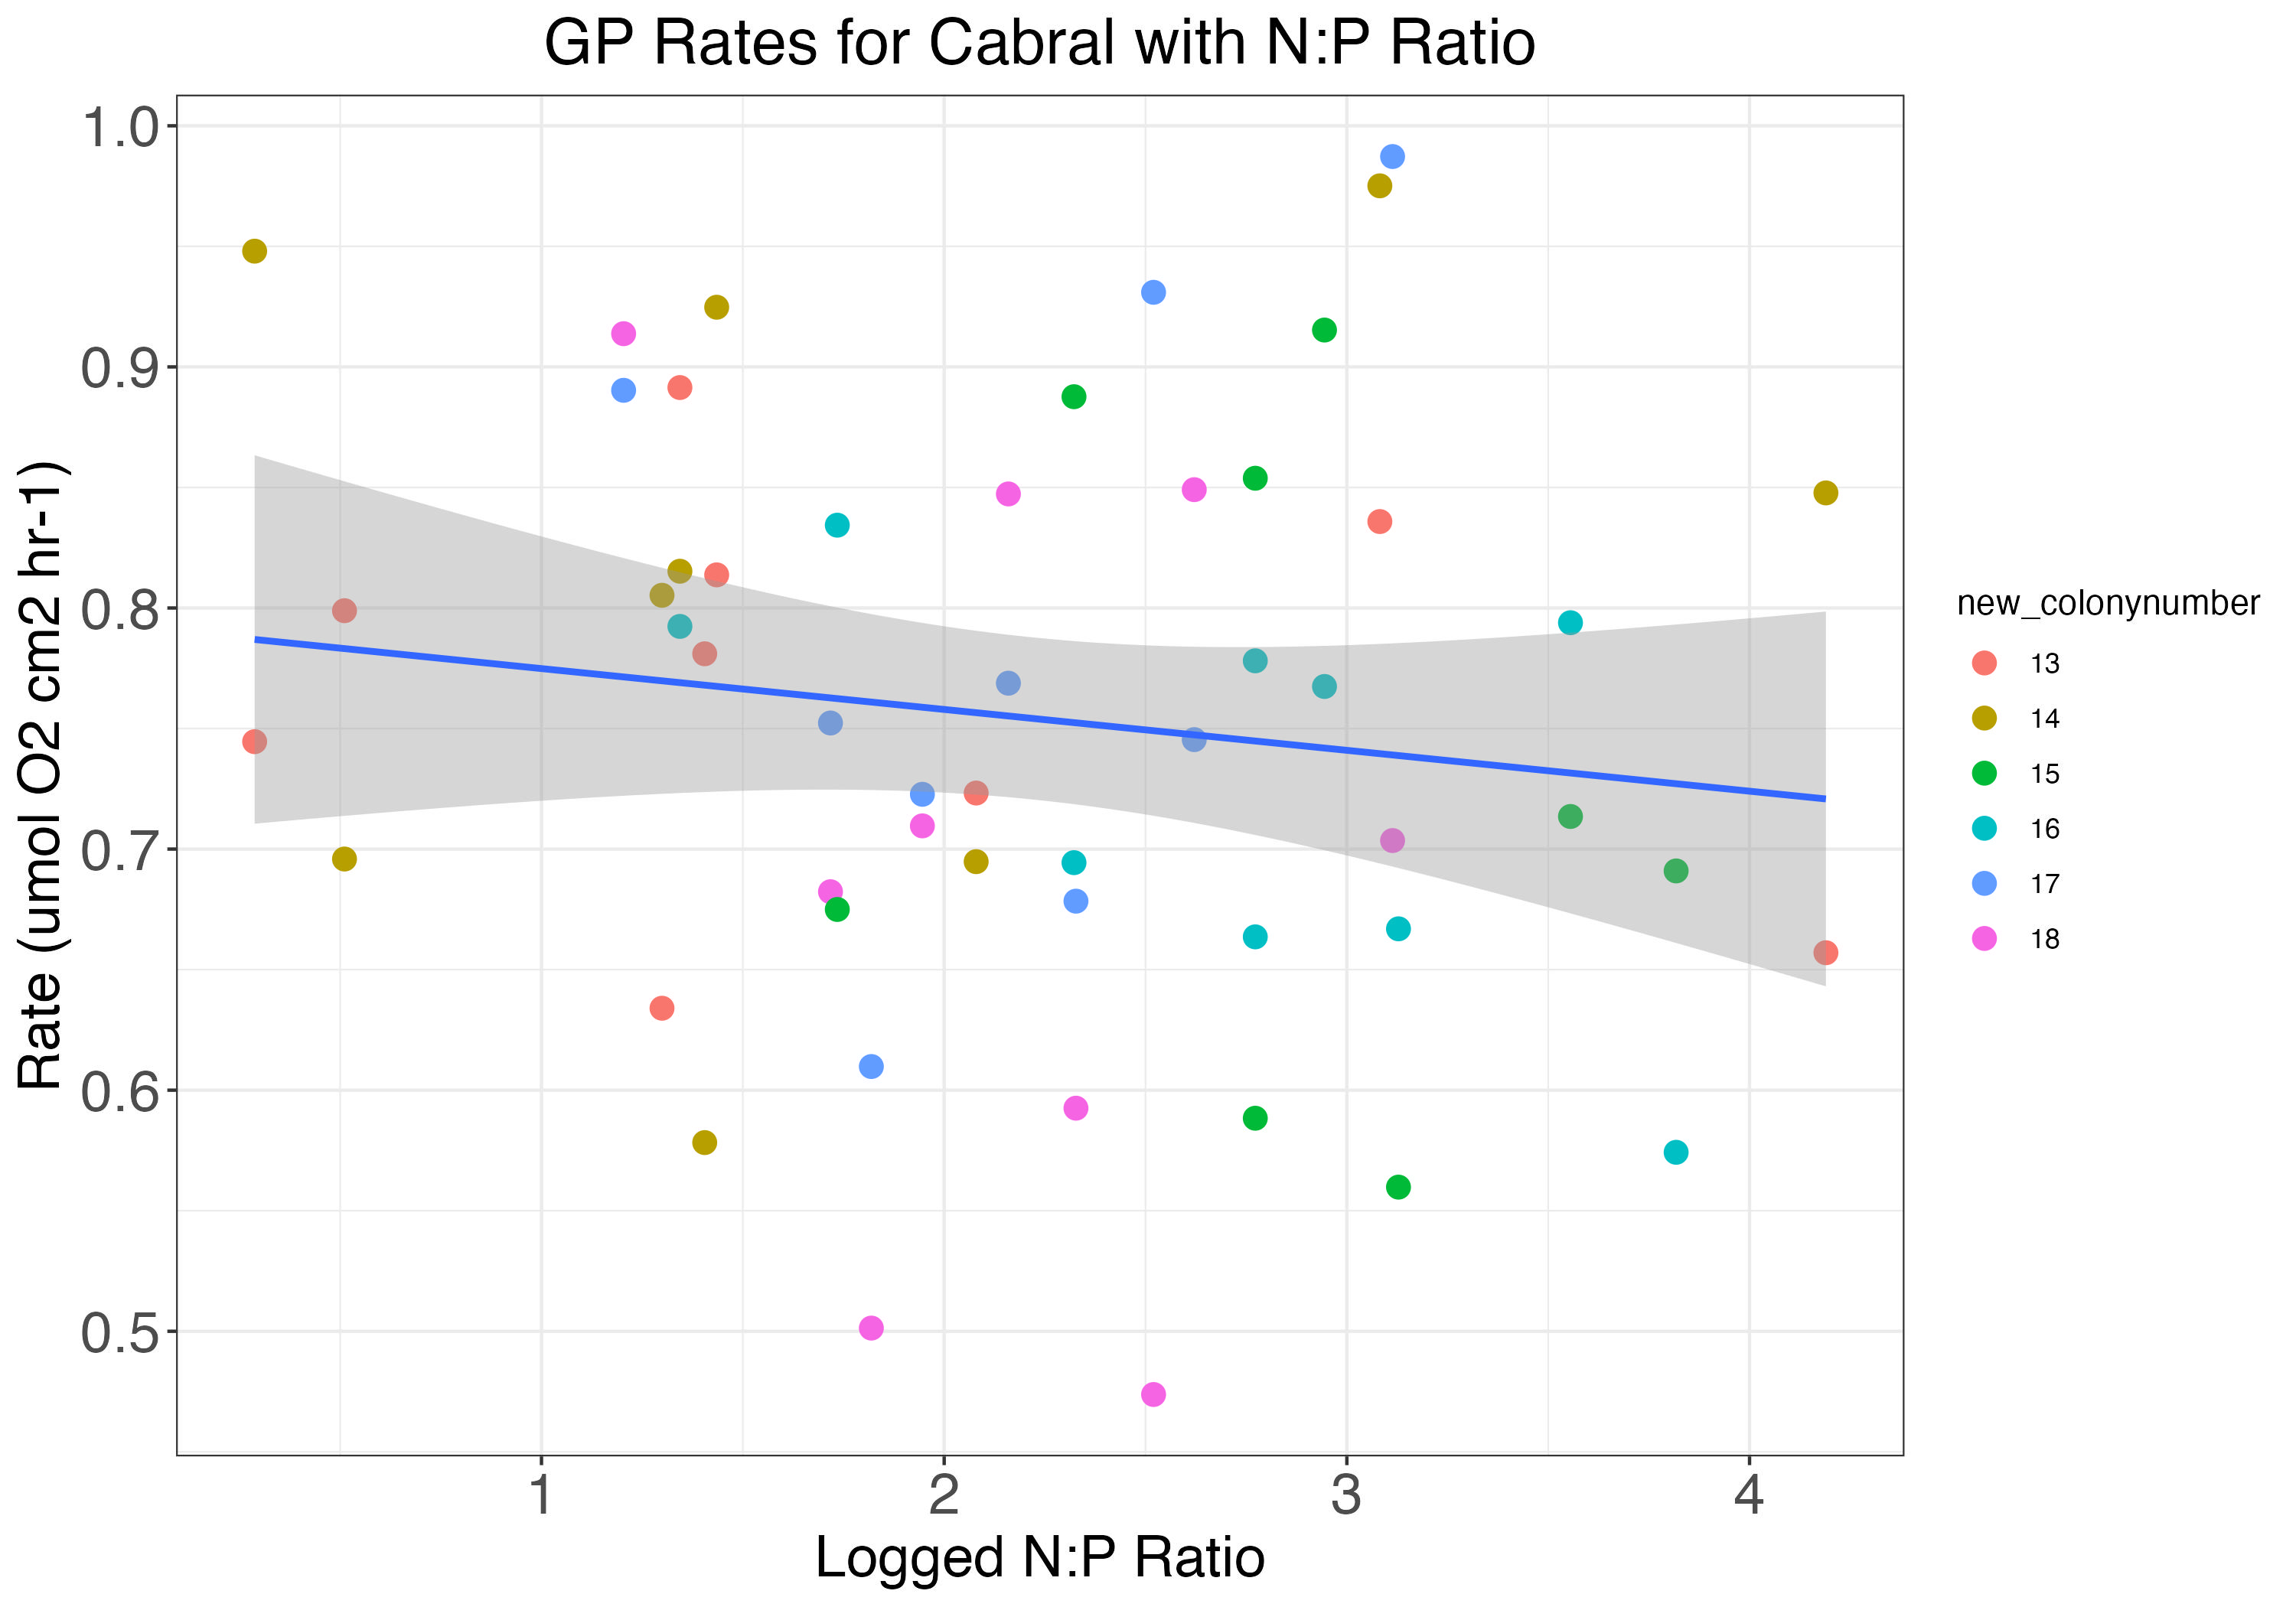 GP Rates for Cabral with N:P Ratio
Rate (umol O2 cm2 hr-1)
1.0
0.9
0.8
0.7
0.6
0.5
1 2 3 4
Logged N:P Ratio
new_colonynumber
13
14
15
16
17
18